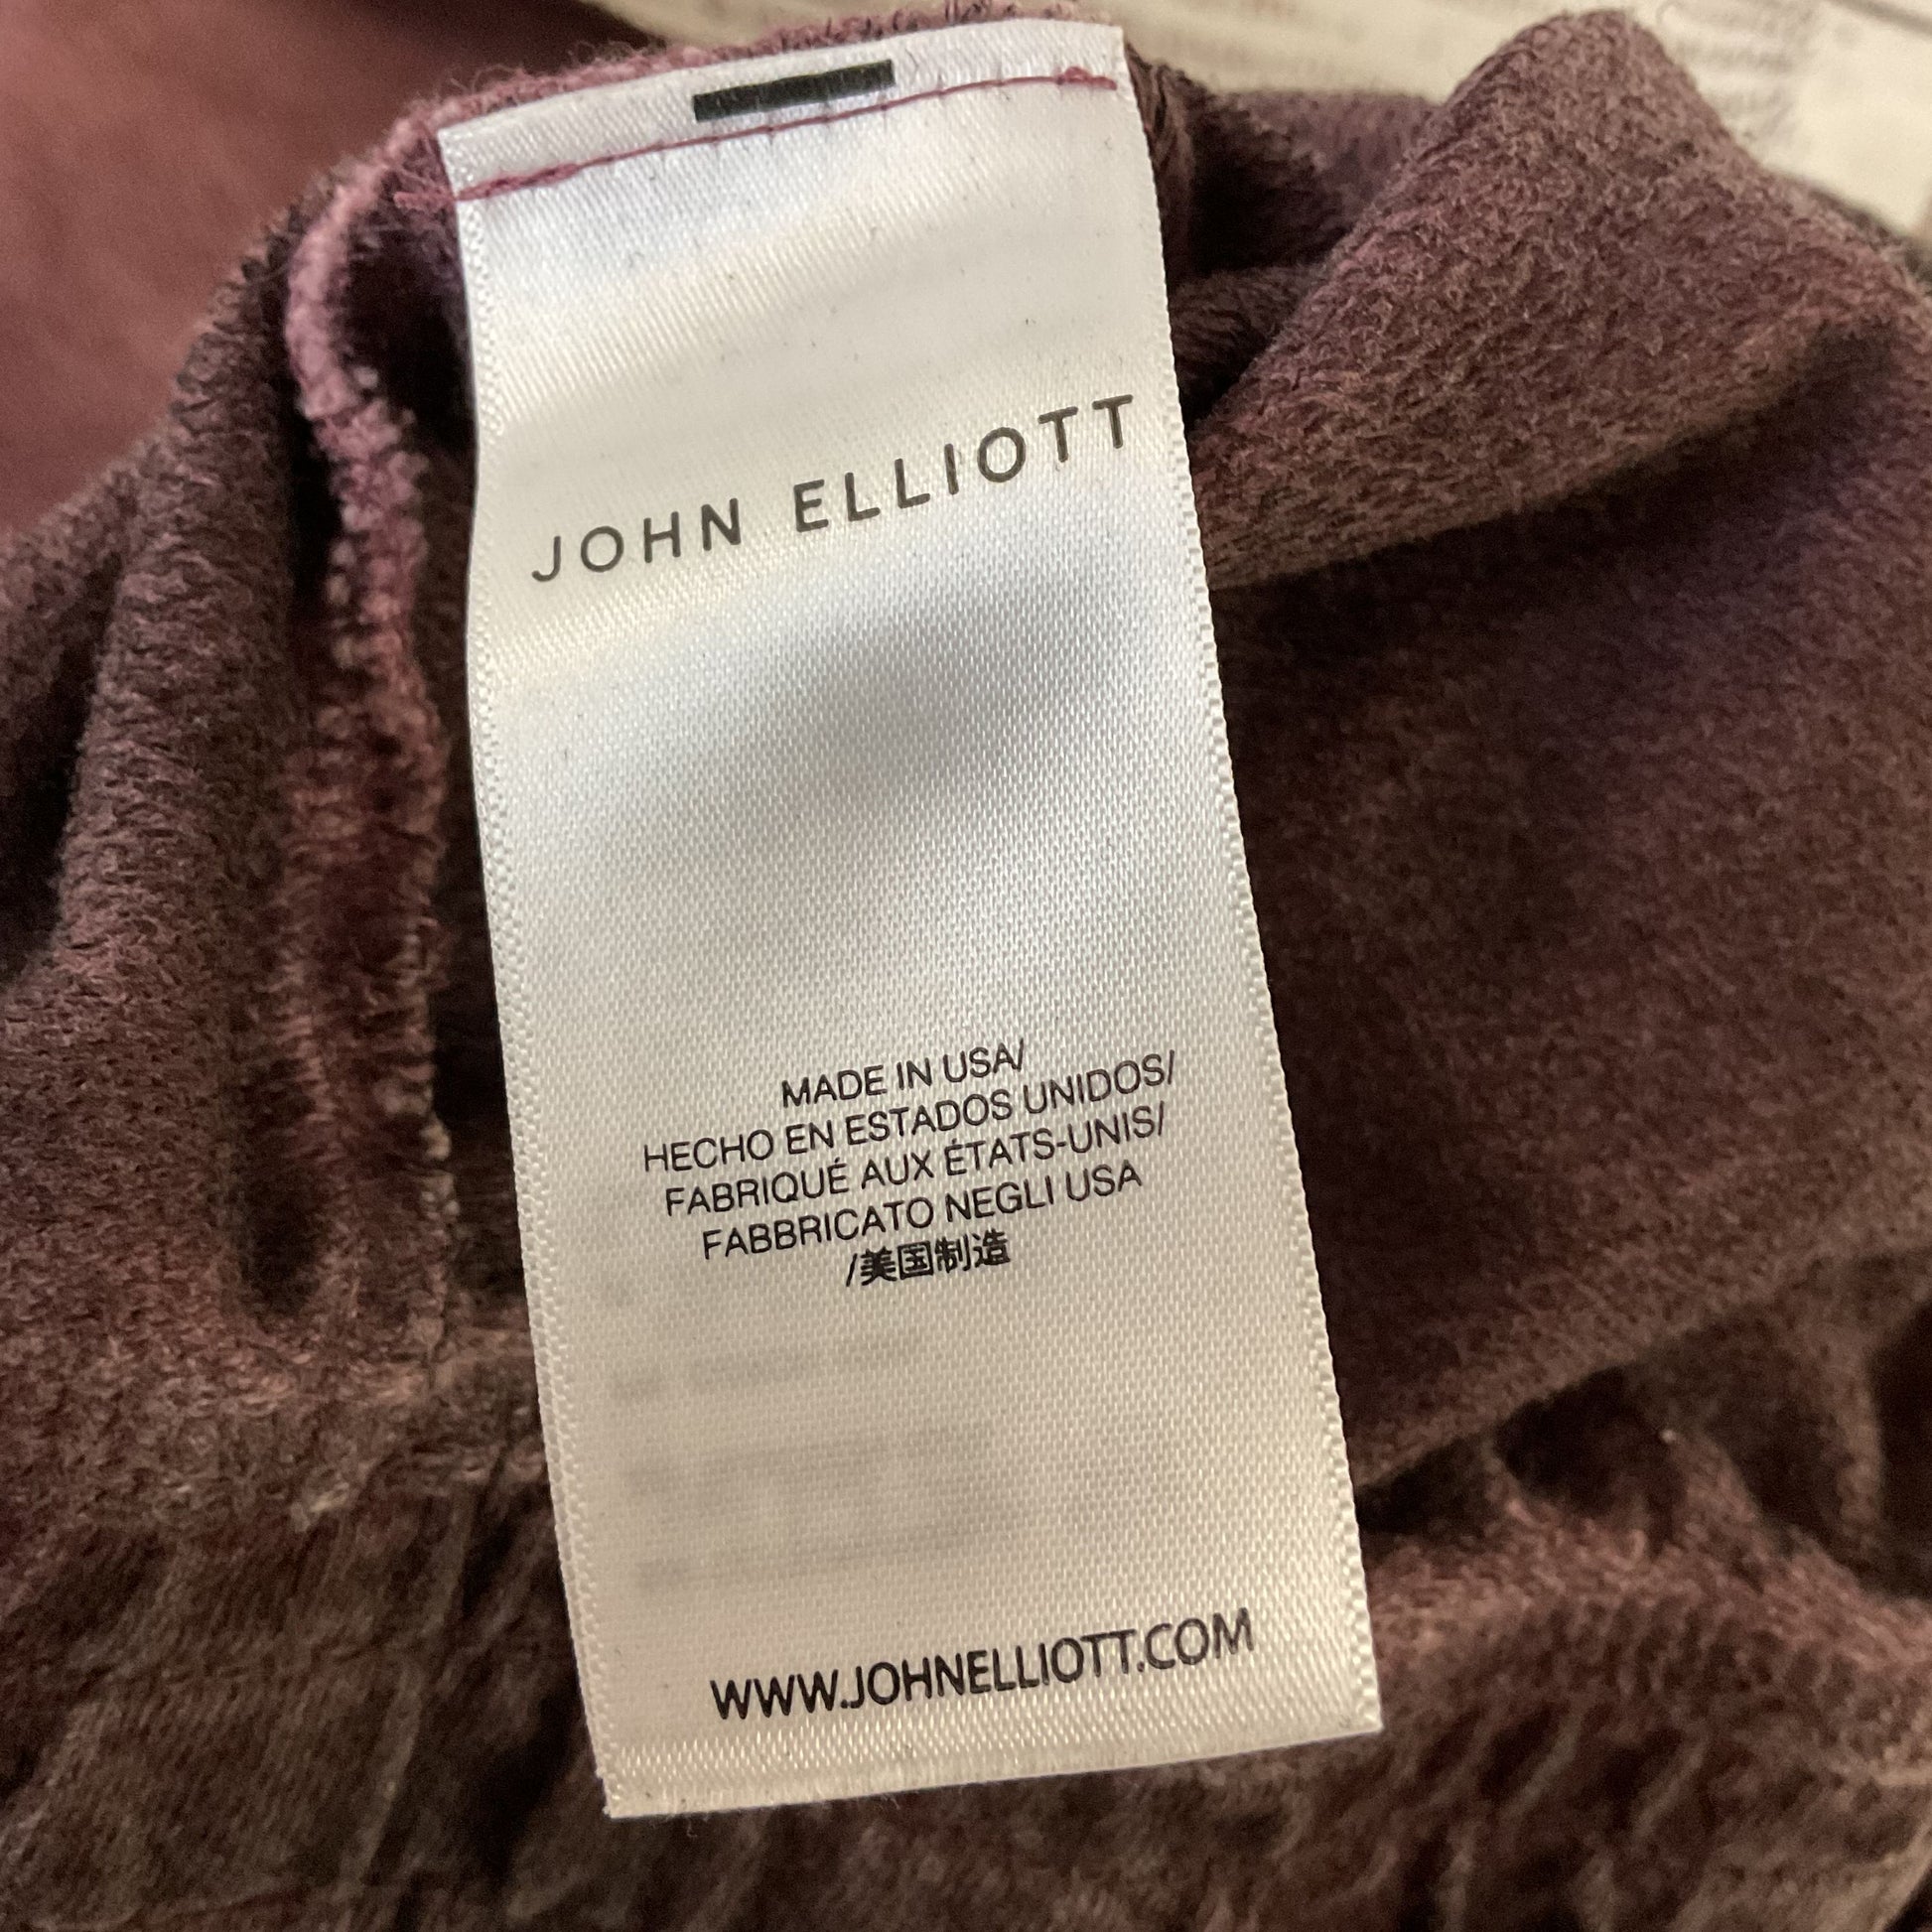 JOHN ELLIOTT
MADE IN USA/
HECHO EN ESTADOS UNIDOS/
FABRIQUÉ AUX ÉTATS-UNIS/
FABBRICATO NEGLI USA
/美国制造
WWW.JOHNELLIOTT.COM